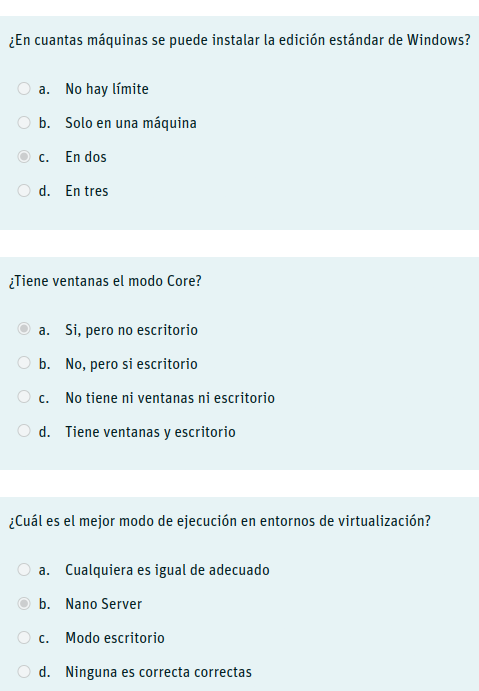 ¿En cuantas máquinas se puede instalar la edición estándar de Windows?
a. No hay límite
b. Solo en una máquina
c. En dos
d. En tres
¿Tiene ventanas el modo Core?
a. Si, pero no escritorio
b. No, pero si escritorio
c. No tiene ni ventanas ni escritorio
d. Tiene ventanas y escritorio
¿Cuál es el mejor modo de ejecución en entornos de virtualización?
a. Cualquiera es igual de adecuado
b. Nano Server
c. Modo escritorio
d. Ninguna es correcta correctas